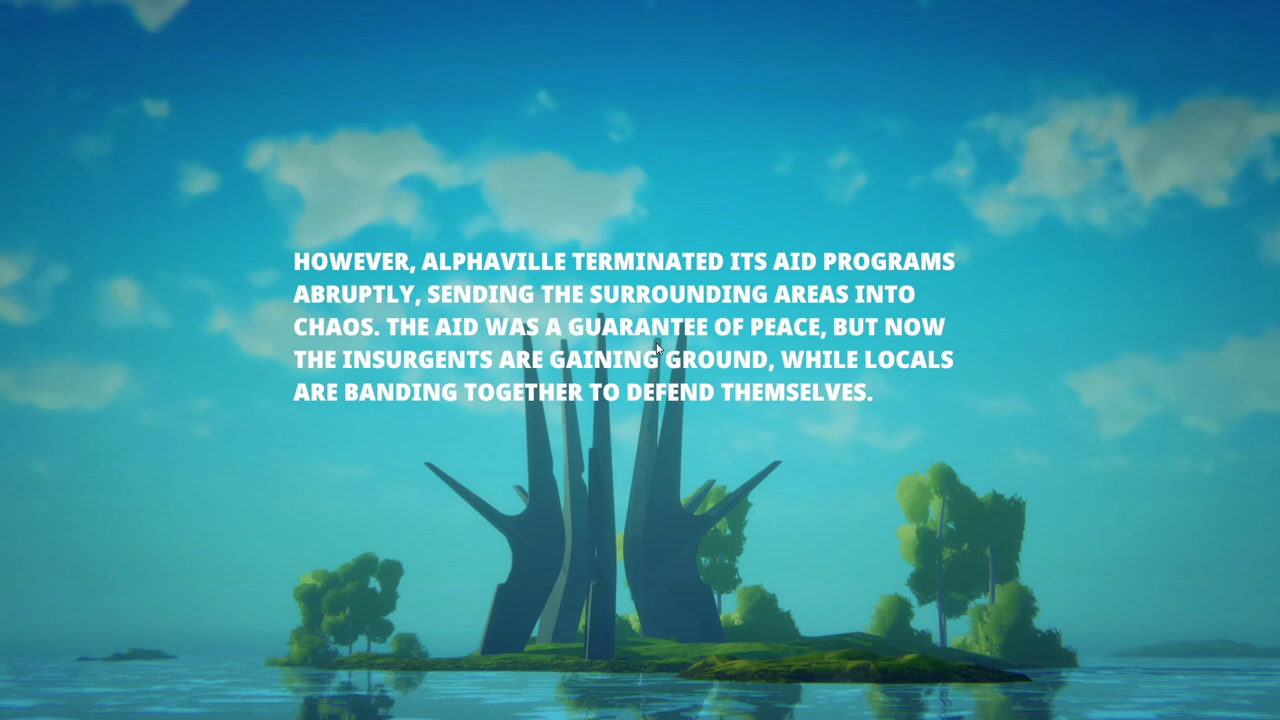 HOWEVER, ALPHAVILLE TERMINATED ITS AID PROGRAMS
ABRUPTLY, SENDING THE SURROUNDING AREAS INTO
CHAOS. THE AID WAS A GUARANTEE OF PEACE, BUT NOW
THE INSURGENTS ARE GAINING GROUND, WHILE LOCALS
ARE BANDING TOGETHER TO DEFEND THEMSELVES.